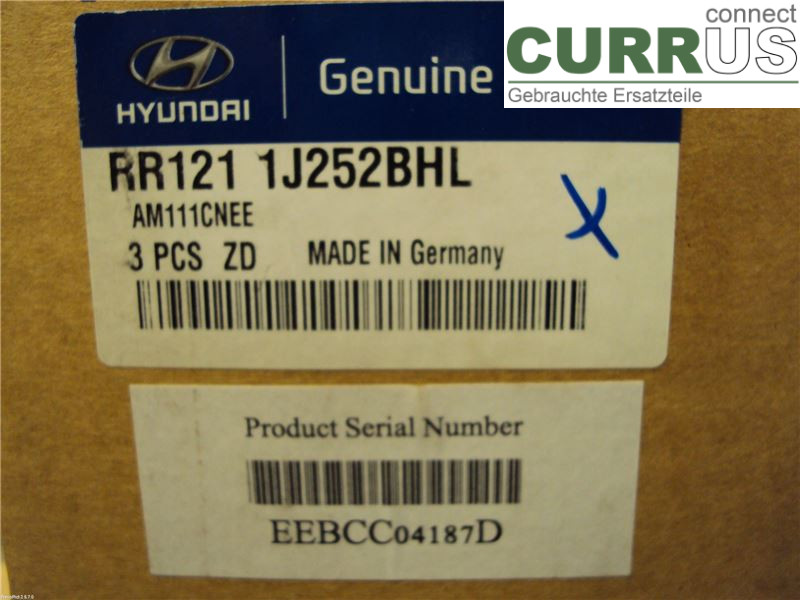 connect
CURRUS
Gebrauchte Ersatzteile
HYUNDAI
Genuine
RR121 1J252BHL
AM111CNEE
3 PCS ZD MADE IN Germany
Product Serial Number
EEBCC04187D